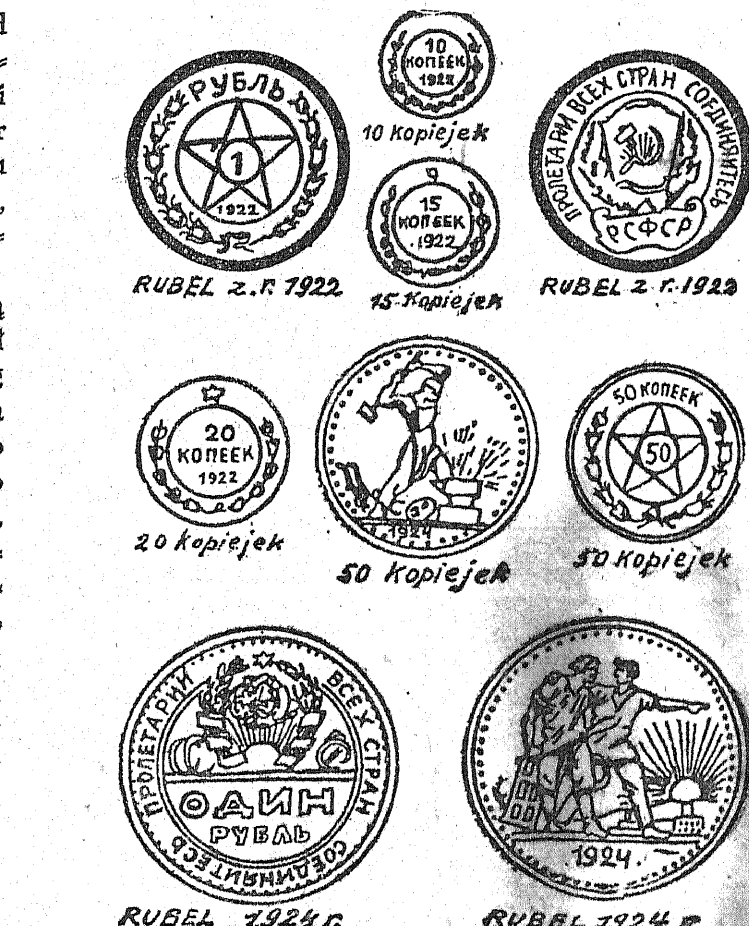 РУБЛЬ
1
1922
RUBEL z.r. 1922
10
КОПЕЕК
1922
10 kopiejek
15
КОПЕЕК
1922
15 Kopiejek
ПРОЛЕТАРИИ ВСЕХ СТРАН СОЕДИНЯЙТЕСЬ
РСФСР
RUBEL z r. 1922
20
КОПЕЕК
1922
20 kopiejek
1924
50 Kopiejek
50 КОПЕЕК
50
50 Kopiejek
ПРОЛЕТАРИИ ВСЕХ СТРАН СОЕДИНЯЙТЕСЬ
ОДИН
РУБЛЬ
RUBEL 1924 r.
1924.
RUBEL 1924 r